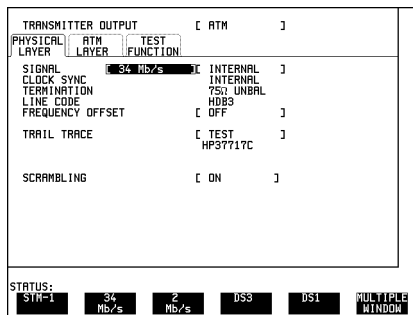 TRANSMITTER OUTPUT [ ATM ]
PHYSICAL LAYER ATM LAYER TEST FUNCTION
SIGNAL [ 34 Mb/s ][ INTERNAL ]
CLOCK SYNC INTERNAL
TERMINATION 75Ω UNBAL
LINE CODE HDB3
FREQUENCY OFFSET [ OFF ]
TRAIL TRACE [ TEST ]
HP37717C
SCRAMBLING [ ON ]
STATUS:
STM-1 34 Mb/s 2 Mb/s DS3 DS1 MULTIPLE WINDOW